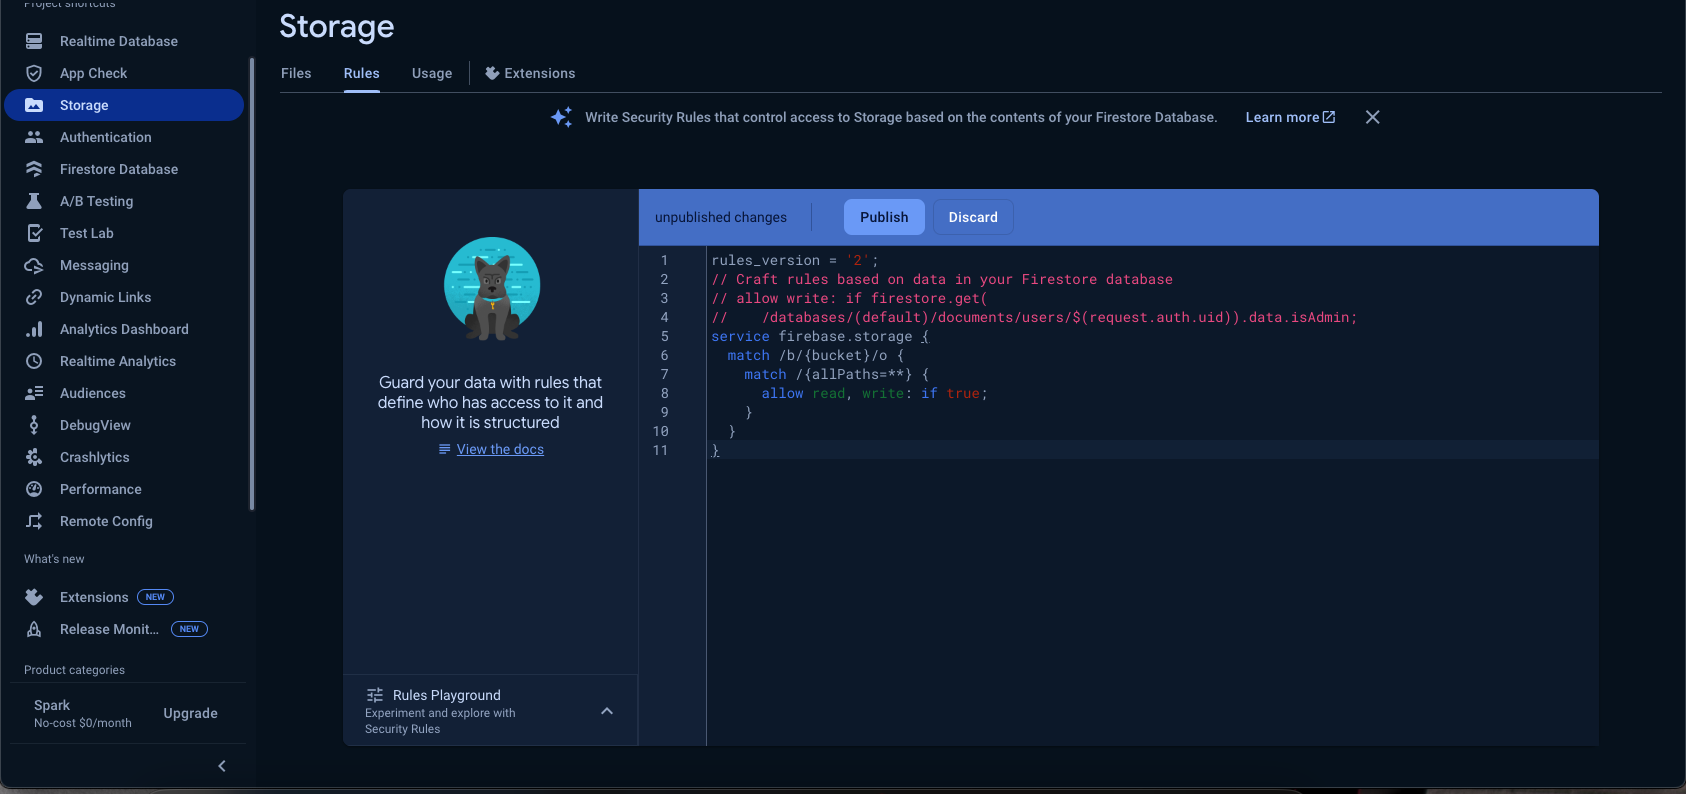 Project shortcuts
Realtime Database
App Check
Storage
Authentication
Firestore Database
A/B Testing
Test Lab
Messaging
Dynamic Links
Analytics Dashboard
Realtime Analytics
Audiences
DebugView
Crashlytics
Performance
Remote Config
What's new
Extensions NEW
Release Monit... NEW
Product categories
Spark
No-cost $0/month
Upgrade
Storage
Files Rules Usage Extensions
Write Security Rules that control access to Storage based on the contents of your Firestore Database. Learn more
Guard your data with rules that
define who has access to it and
how it is structured
View the docs
Rules Playground
Experiment and explore with
Security Rules
unpublished changes Publish Discard
1 rules_version = '2';
2 // Craft rules based on data in your Firestore database
3 // allow write: if firestore.get(
4 //    /databases/(default)/documents/users/$(request.auth.uid)).data.isAdmin;
5 service firebase.storage {
6   match /b/{bucket}/o {
7     match /{allPaths=**} {
8       allow read, write: if true;
9     }
10   }
11 }